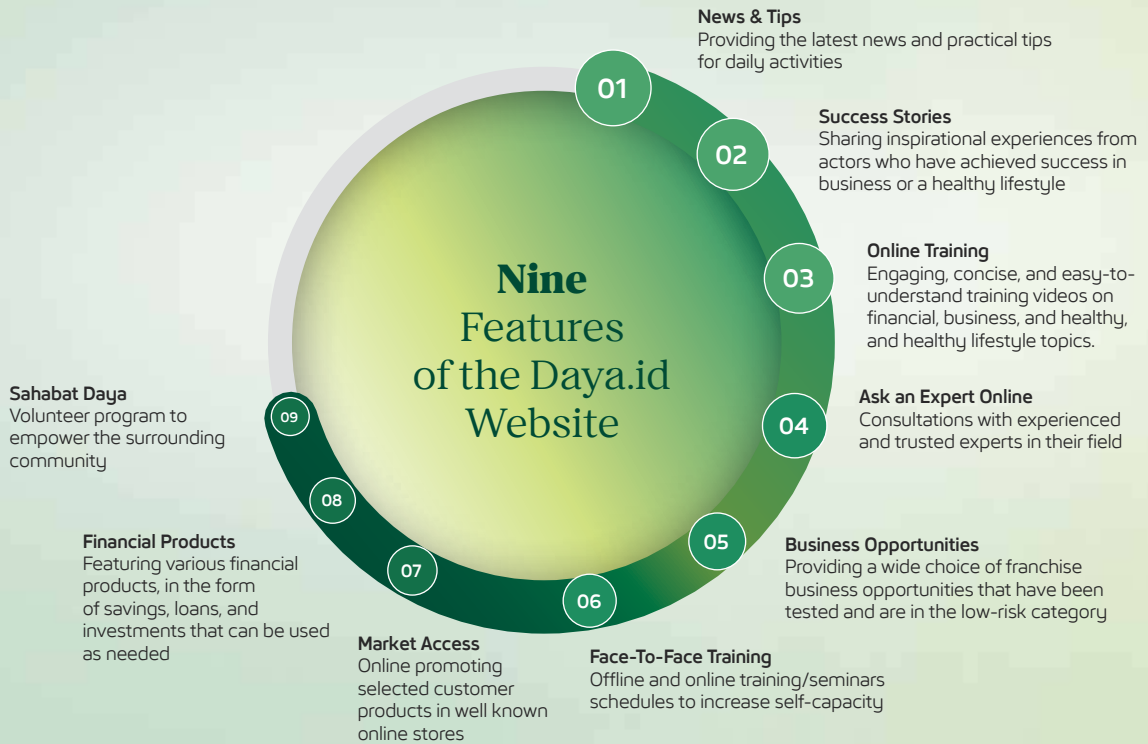 Nine
Features
of the Daya.id
Website
01
News & Tips
Providing the latest news and practical tips
for daily activities
02
Success Stories
Sharing inspirational experiences from
actors who have achieved success in
business or a healthy lifestyle
03
Online Training
Engaging, concise, and easy-to-
understand training videos on
financial, business, and healthy,
and healthy lifestyle topics.
04
Ask an Expert Online
Consultations with experienced
and trusted experts in their field
05
Business Opportunities
Providing a wide choice of franchise
business opportunities that have been
tested and are in the low-risk category
06
Face-To-Face Training
Offline and online training/seminars
schedules to increase self-capacity
07
Market Access
Online promoting
selected customer
products in well known
online stores
08
Financial Products
Featuring various financial
products, in the form
of savings, loans, and
investments that can be used
as needed
09
Sahabat Daya
Volunteer program to
empower the surrounding
community